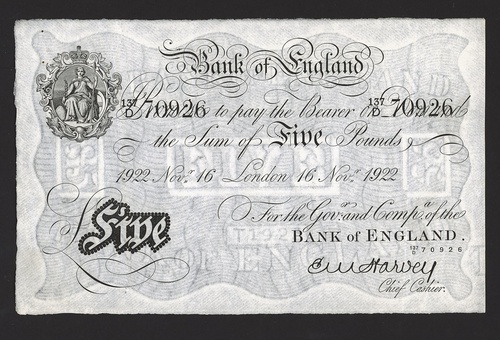 Bank of England
137/D 70926 to pay the Bearer 137/D 70926
the Sum of Five Pounds
1922 Novr. 16 London 16 Novr. 1922
For the Govr. and Compa. of the
BANK of ENGLAND.
137/D 70926
£5 Five
E M Harvey
Chief Cashier.